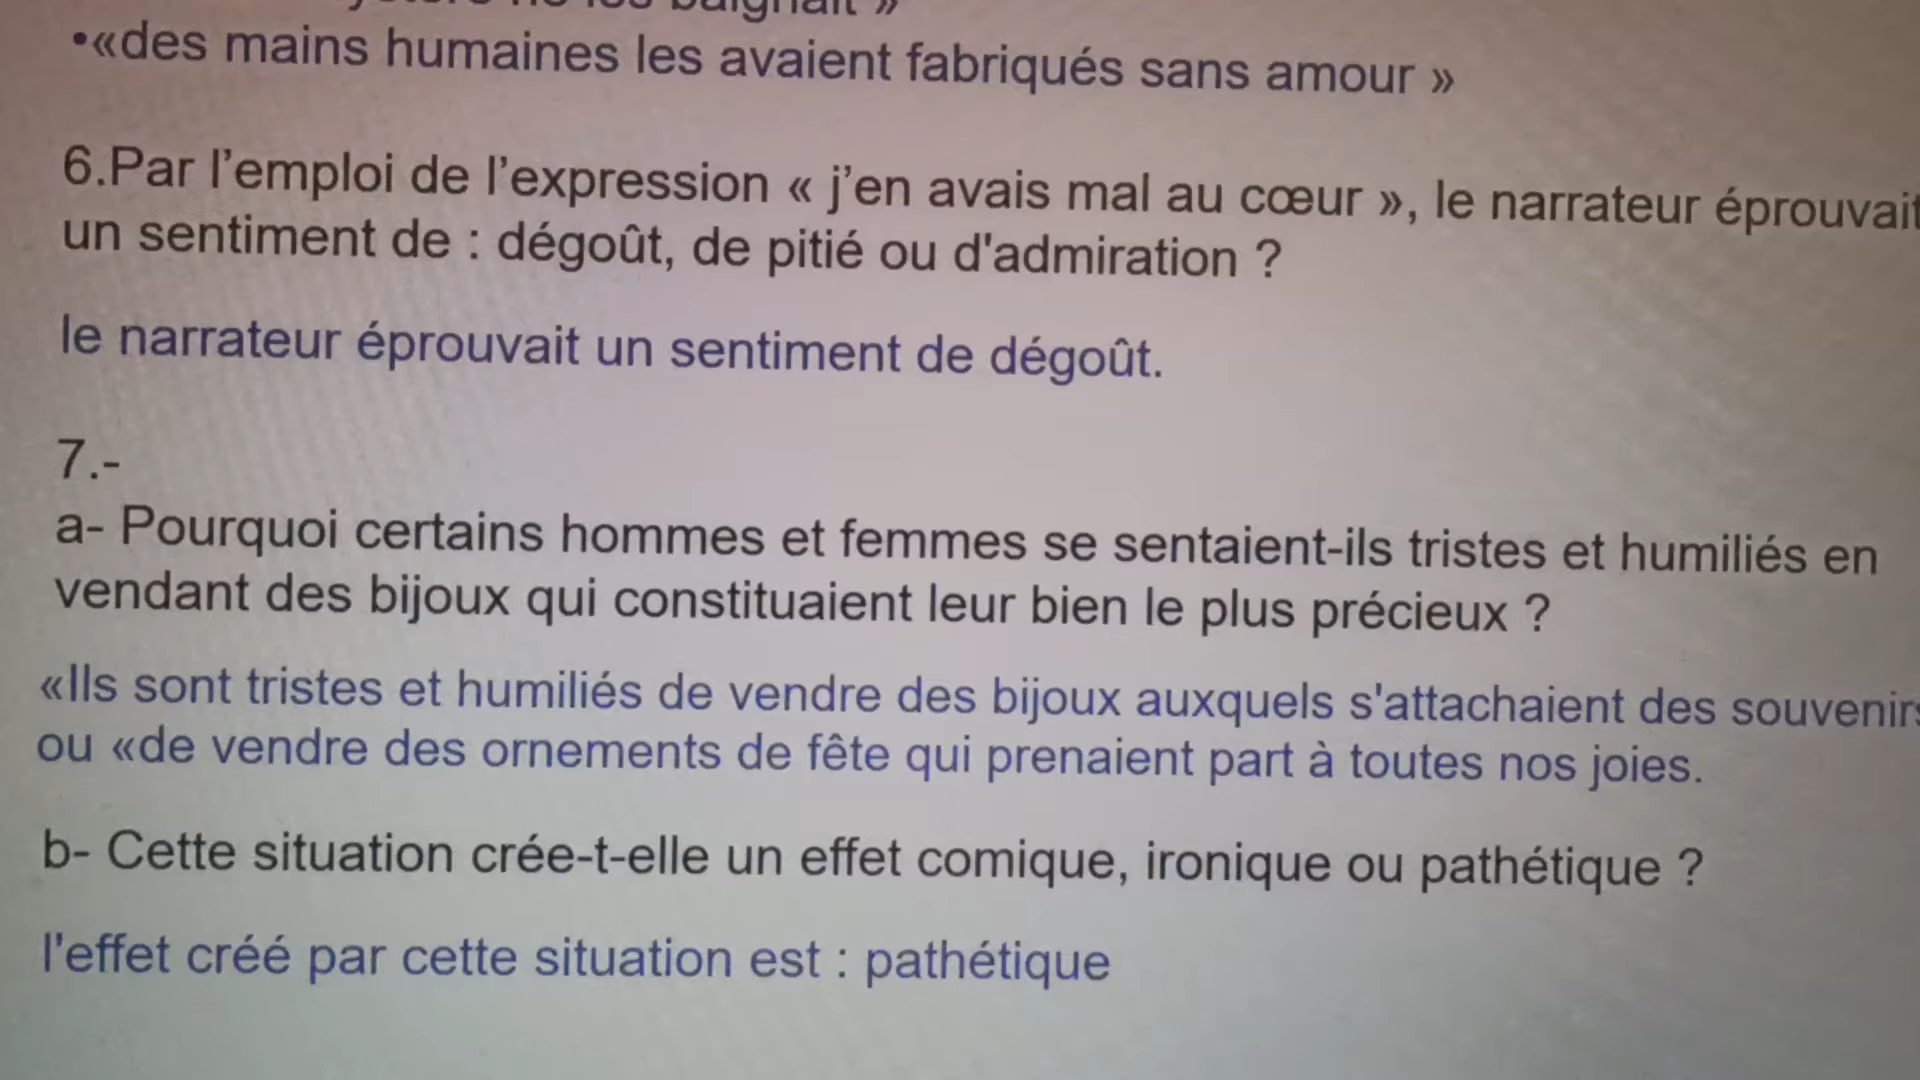 •«des mains humaines les avaient fabriqués sans amour »
6.Par l'emploi de l'expression « j'en avais mal au cœur », le narrateur éprouvait
un sentiment de : dégoût, de pitié ou d'admiration ?
le narrateur éprouvait un sentiment de dégoût.
7.-
a- Pourquoi certains hommes et femmes se sentaient-ils tristes et humiliés en
vendant des bijoux qui constituaient leur bien le plus précieux ?
«Ils sont tristes et humiliés de vendre des bijoux auxquels s'attachaient des souvenirs
ou «de vendre des ornements de fête qui prenaient part à toutes nos joies.
b- Cette situation crée-t-elle un effet comique, ironique ou pathétique ?
l'effet créé par cette situation est : pathétique